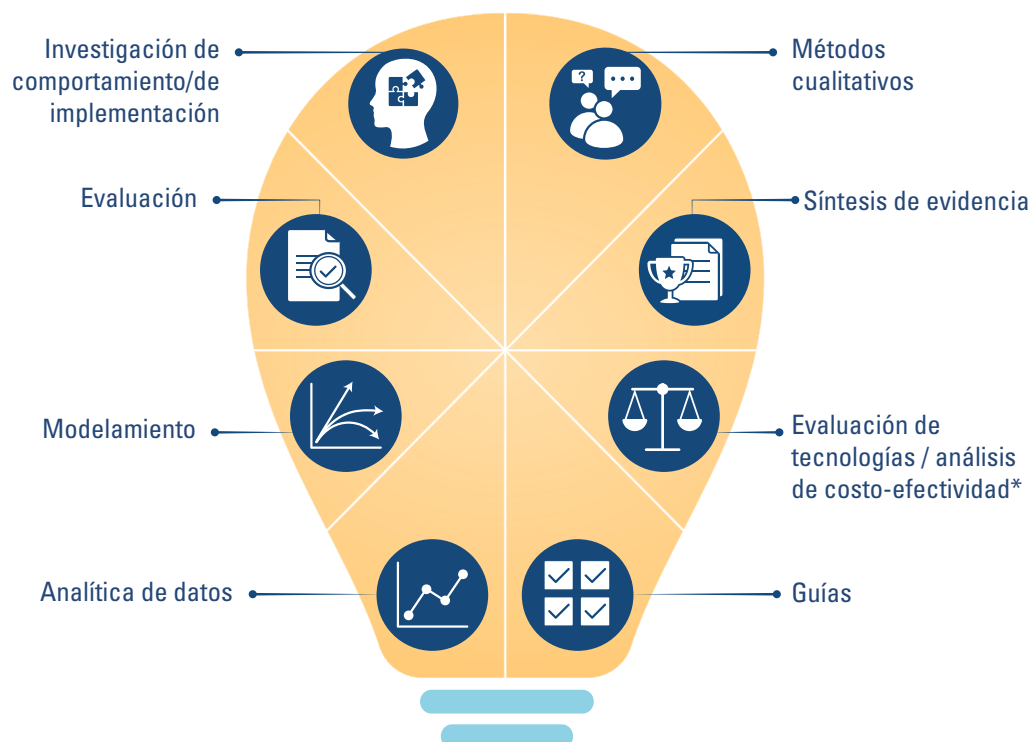 Investigación de
comportamiento/de
implementación
Métodos
cualitativos
Evaluación
Síntesis de evidencia
Modelamiento
Evaluación de
tecnologías / análisis
de costo-efectividad*
Analítica de datos
Guías
?